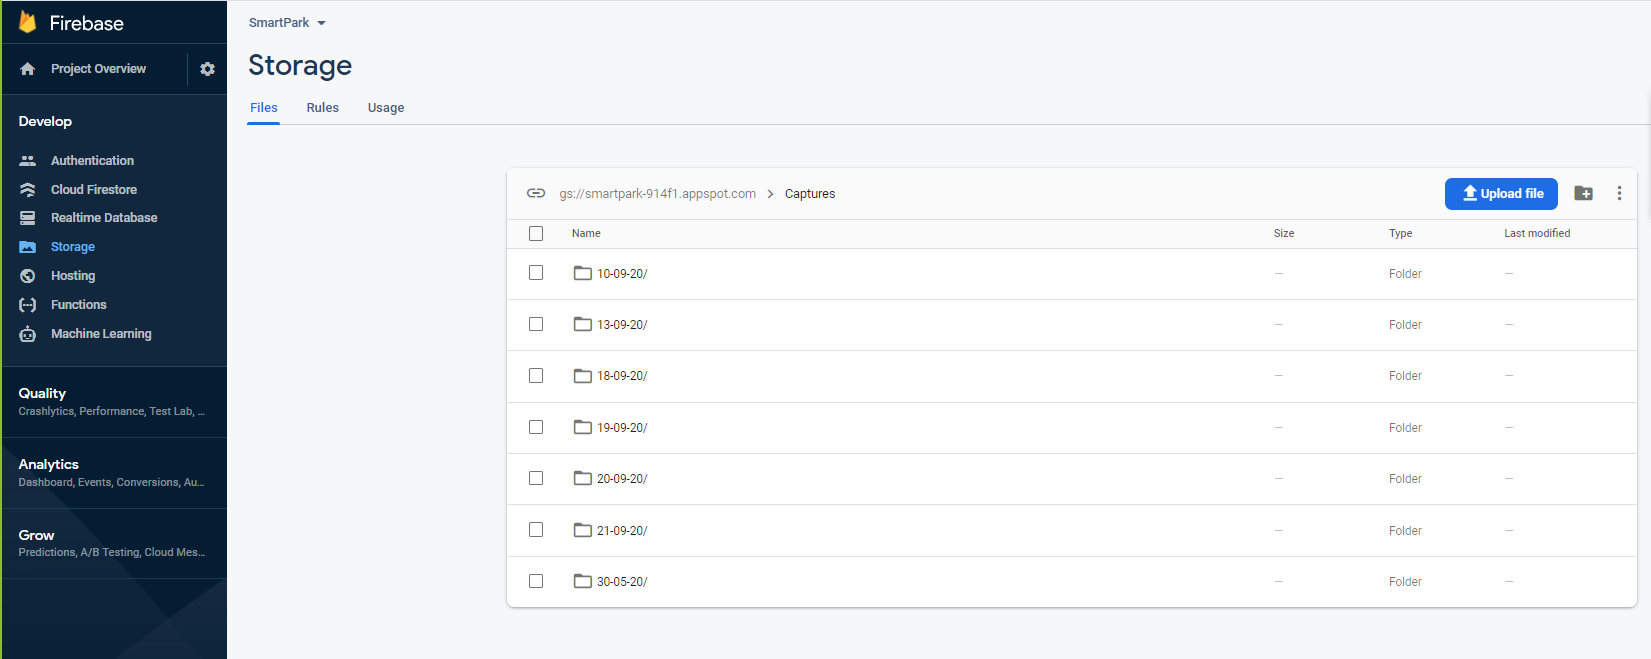 Firebase
Project Overview
Develop
Authentication
Cloud Firestore
Realtime Database
Storage
Hosting
Functions
Machine Learning
Quality
Crashlytics, Performance, Test Lab, ...
Analytics
Dashboard, Events, Conversions, Au...
Grow
Predictions, A/B Testing, Cloud Mes...
SmartPark
Storage
Files Rules Usage
gs://smartpark-914f1.appspot.com > Captures Upload file
Name Size Type Last modified
10-09-20/ — Folder —
13-09-20/ — Folder —
18-09-20/ — Folder —
19-09-20/ — Folder —
20-09-20/ — Folder —
21-09-20/ — Folder —
30-05-20/ — Folder —